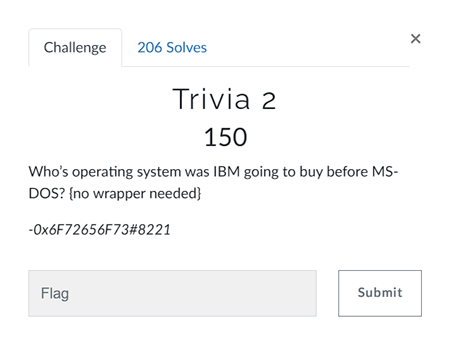 Challenge
206 Solves
×
Trivia 2
150
Who's operating system was IBM going to buy before MS-
DOS? {no wrapper needed}
-0x6F72656F73#8221
Flag
Submit